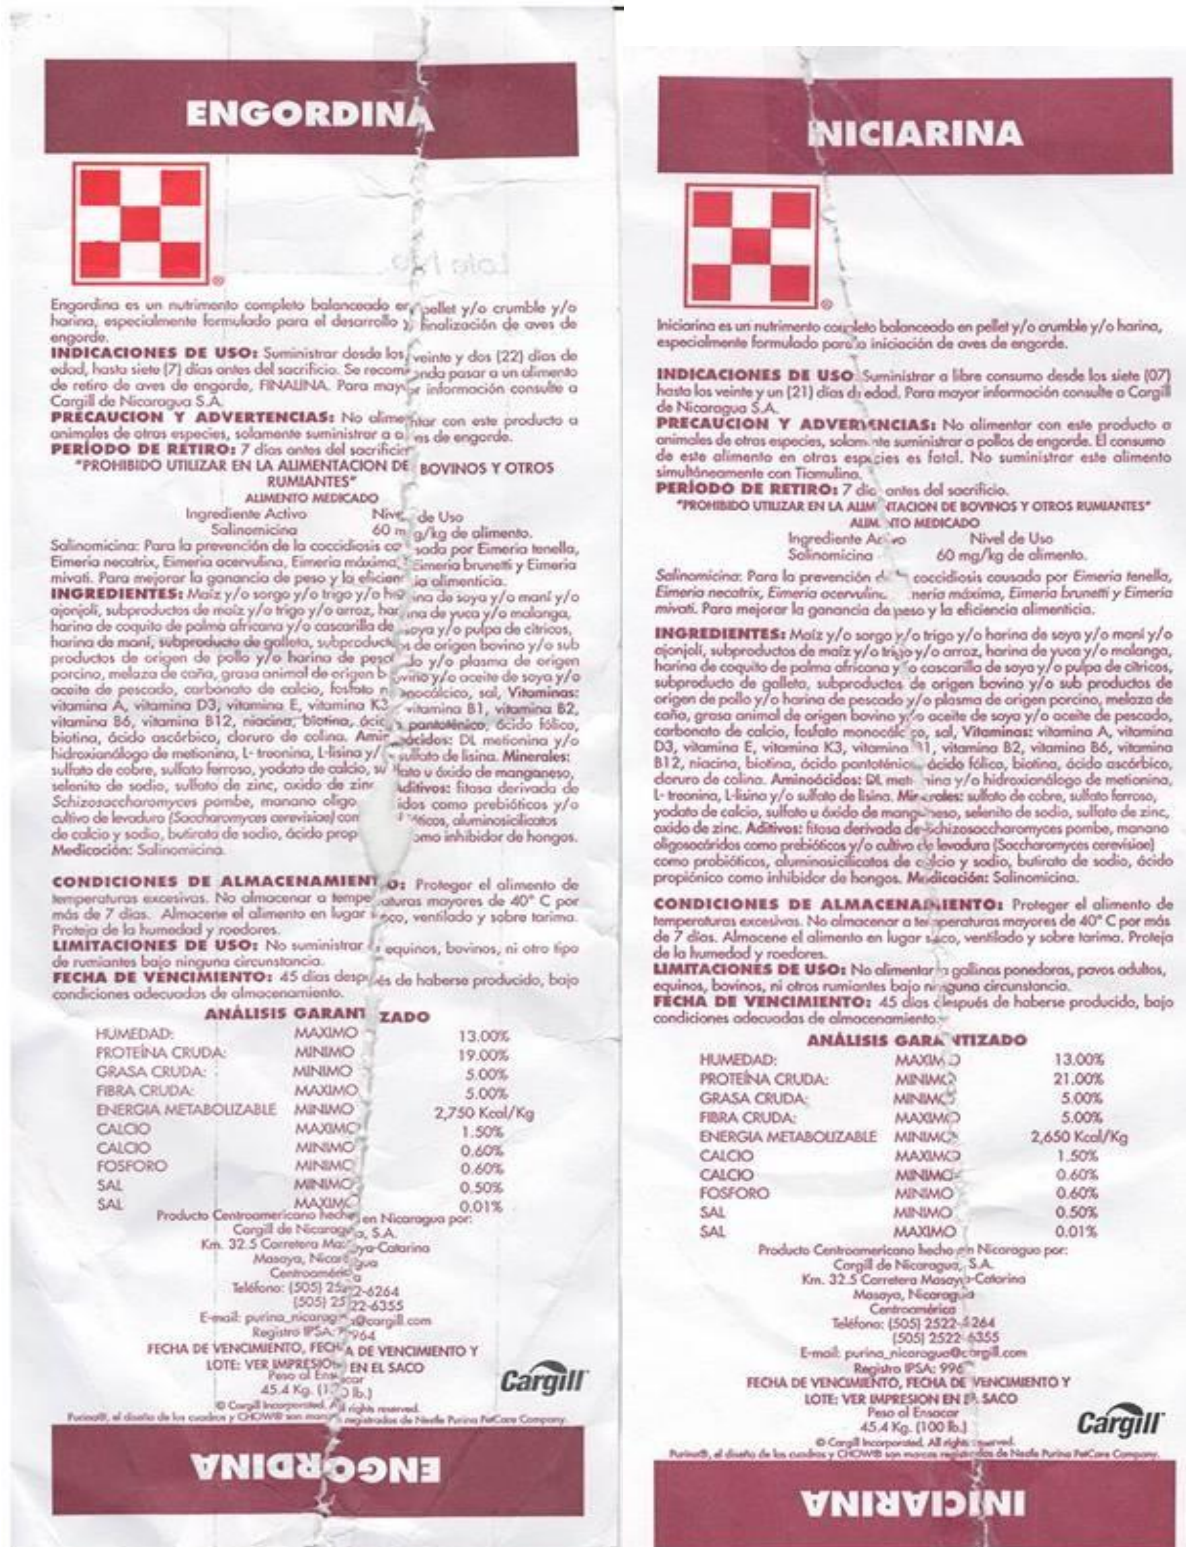 ENGORDINA
Engordina es un nutrimento completo balanceado en pellet y/o crumble y/o
harina, especialmente formulado para el desarrollo y finalización de aves de
engorde.
INDICACIONES DE USO: Suministrar desde los veinte y dos (22) días de
edad, hasta siete (7) días antes del sacrificio. Se recomienda pasar a un alimento
de retiro de aves de engorde, FINALINA. Para mayor información consulte a
Cargill de Nicaragua S.A.
PRECAUCION Y ADVERTENCIAS: No alimentar con este producto a
animales de otras especies, solamente suministrar a aves de engorde.
PERÍODO DE RETIRO: 7 días antes del sacrificio
"PROHIBIDO UTILIZAR EN LA ALIMENTACION DE BOVINOS Y OTROS
RUMIANTES"
ALIMENTO MEDICADO
Ingrediente Activo Nivel de Uso
Salinomicina 60 mg/kg de alimento.
Salinomicina: Para la prevención de la coccidiosis causada por Eimeria tenella,
Eimeria necatrix, Eimeria acervulina, Eimeria máxima, Eimeria brunetti y Eimeria
mivati. Para mejorar la ganancia de peso y la eficiencia alimenticia.
INGREDIENTES: Maíz y/o sorgo y/o trigo y/o harina de soya y/o maní y/o
ajonjolí, subproductos de maíz y/o trigo y/o arroz, harina de yuca y/o malanga,
harina de coquito de palma africana y/o cascarilla de soya y/o pulpa de cítricos,
harina de maní, subproducto de galleta, subproductos de origen bovino y/o sub
productos de origen de pollo y/o harina de pescado y/o plasma de origen
porcino, melaza de caña, grasa animal de origen bovino y/o aceite de soya y/o
aceite de pescado, carbonato de calcio, fosfato monocálcico, sal, Vitaminas:
vitamina A, vitamina D3, vitamina E, vitamina K3, vitamina B1, vitamina B2,
vitamina B6, vitamina B12, niacina, biotina, ácido pantoténico, ácido fólico,
biotina, ácido ascórbico, cloruro de colina. Aminoácidos: DL metionina y/o
hidroxianálogo de metionina, L- treonina, L-lisina y/o sulfato de lisina. Minerales:
sulfato de cobre, sulfato ferroso, yodato de calcio, sulfato u óxido de manganeso,
selenito de sodio, sulfato de zinc, oxido de zinc. Aditivos: fitasa derivada de
Schizosaccharomyces pombe, manano oligo idos como prebióticos y/o
cultivo de levadura (Saccharomyces cerevisiae) com óticos, aluminosicilicatos
de calcio y sodio, butirato de sodio, ácido prop como inhibidor de hongos.
Medicación: Salinomicina.
CONDICIONES DE ALMACENAMIENTO: Proteger el alimento de
temperaturas excesivas. No almacenar a temperaturas mayores de 40° C por
más de 7 días. Almacene el alimento en lugar seco, ventilado y sobre tarima.
Proteja de la humedad y roedores.
LIMITACIONES DE USO: No suministrar a equinos, bovinos, ni otro tipo
de rumiantes bajo ninguna circunstancia.
FECHA DE VENCIMIENTO: 45 días después de haberse producido, bajo
condiciones adecuadas de almacenamiento.
ANÁLISIS GARANTIZADO
HUMEDAD: MAXIMO 13.00%
PROTEÍNA CRUDA: MINIMO 19.00%
GRASA CRUDA: MINIMO 5.00%
FIBRA CRUDA: MAXIMO 5.00%
ENERGIA METABOLIZABLE MINIMO 2,750 Kcal/Kg
CALCIO MAXIMO 1.50%
CALCIO MINIMO 0.60%
FOSFORO MINIMO 0.60%
SAL MINIMO 0.50%
SAL MAXIMO 0.01%
Producto Centroamericano hecho en Nicaragua por:
Cargill de Nicaragua, S.A.
Km. 32.5 Carretera Masaya-Catarina
Masaya, Nicaragua
Centroamérica
Teléfono: (505) 2522-6264
(505) 2522-6355
E-mail: purina_nicaragua@cargill.com
Registro IPSA: 964
FECHA DE VENCIMIENTO, FECHA DE VENCIMIENTO Y
LOTE: VER IMPRESION EN EL SACO
Peso al Ensacar
45.4 Kg. (100 lb.)
© Cargill Incorporated. All rights reserved.
Purina®, el diseño de los cuadros y CHOW® son marcas registradas de Nestle Purina PetCare Company.
Cargill
ENGORDINA
INICIARINA
Iniciarina es un nutrimento completo balanceado en pellet y/o crumble y/o harina,
especialmente formulado para la iniciación de aves de engorde.
INDICACIONES DE USO: Suministrar a libre consumo desde los siete (07)
hasta los veinte y un (21) días de edad. Para mayor información consulte a Cargill
de Nicaragua S.A.
PRECAUCION Y ADVERTENCIAS: No alimentar con este producto a
animales de otras especies, solamente suministrar a pollos de engorde. El consumo
de este alimento en otras especies es fatal. No suministrar este alimento
simultáneamente con Tiamulina.
PERÍODO DE RETIRO: 7 días antes del sacrificio.
"PROHIBIDO UTILIZAR EN LA ALIMENTACION DE BOVINOS Y OTROS RUMIANTES"
ALIMENTO MEDICADO
Ingrediente Activo Nivel de Uso
Salinomicina 60 mg/kg de alimento.
Salinomicina: Para la prevención de coccidiosis causada por Eimeria tenella,
Eimeria necatrix, Eimeria acervulina, Eimeria máxima, Eimeria brunetti y Eimeria
mivati. Para mejorar la ganancia de peso y la eficiencia alimenticia.
INGREDIENTES: Maíz y/o sorgo y/o trigo y/o harina de soya y/o maní y/o
ajonjolí, subproductos de maíz y/o trigo y/o arroz, harina de yuca y/o malanga,
harina de coquito de palma africana y/o cascarilla de soya y/o pulpa de cítricos,
subproducto de galleta, subproductos de origen bovino y/o sub productos de
origen de pollo y/o harina de pescado y/o plasma de origen porcino, melaza de
caña, grasa animal de origen bovino y/o aceite de soya y/o aceite de pescado,
carbonato de calcio, fosfato monocálcico, sal, Vitaminas: vitamina A, vitamina
D3, vitamina E, vitamina K3, vitamina B1, vitamina B2, vitamina B6, vitamina
B12, niacina, biotina, ácido pantoténico, ácido fólico, biotina, ácido ascórbico,
cloruro de colina. Aminoácidos: DL metionina y/o hidroxianálogo de metionina,
L- treonina, L-lisina y/o sulfato de lisina. Minerales: sulfato de cobre, sulfato ferroso,
yodato de calcio, sulfato u óxido de manganeso, selenito de sodio, sulfato de zinc,
oxido de zinc. Aditivos: fitasa derivada de Schizosaccharomyces pombe, manano
oligosacáridos como prebióticos y/o cultivo de levadura (Saccharomyces cerevisiae)
como probióticos, aluminosicilicatos de calcio y sodio, butirato de sodio, ácido
propiónico como inhibidor de hongos. Medicación: Salinomicina.
CONDICIONES DE ALMACENAMIENTO: Proteger el alimento de
temperaturas excesivas. No almacenar a temperaturas mayores de 40° C por más
de 7 días. Almacene el alimento en lugar seco, ventilado y sobre tarima. Proteja
de la humedad y roedores.
LIMITACIONES DE USO: No alimentar a gallinas ponedoras, pavos adultos,
equinos, bovinos, ni otros rumiantes bajo ninguna circunstancia.
FECHA DE VENCIMIENTO: 45 días después de haberse producido, bajo
condiciones adecuadas de almacenamiento.
ANÁLISIS GARANTIZADO
HUMEDAD: MAXIMO 13.00%
PROTEÍNA CRUDA: MINIMO 21.00%
GRASA CRUDA: MINIMO 5.00%
FIBRA CRUDA: MAXIMO 5.00%
ENERGIA METABOLIZABLE MINIMO 2,650 Kcal/Kg
CALCIO MAXIMO 1.50%
CALCIO MINIMO 0.60%
FOSFORO MINIMO 0.60%
SAL MINIMO 0.50%
SAL MAXIMO 0.01%
Producto Centroamericano hecho en Nicaragua por:
Cargill de Nicaragua, S.A.
Km. 32.5 Carretera Masaya-Catarina
Masaya, Nicaragua
Centroamérica
Teléfono: (505) 2522-6264
(505) 2522-6355
E-mail: purina_nicaragua@cargill.com
Registro IPSA: 996
FECHA DE VENCIMIENTO, FECHA DE VENCIMIENTO Y
LOTE: VER IMPRESION EN EL SACO
Peso al Ensacar
45.4 Kg. (100 lb.)
© Cargill Incorporated. All rights reserved.
Purina®, el diseño de los cuadros y CHOW® son marcas registradas de Nestle Purina PetCare Company.
Cargill
INICIARINA